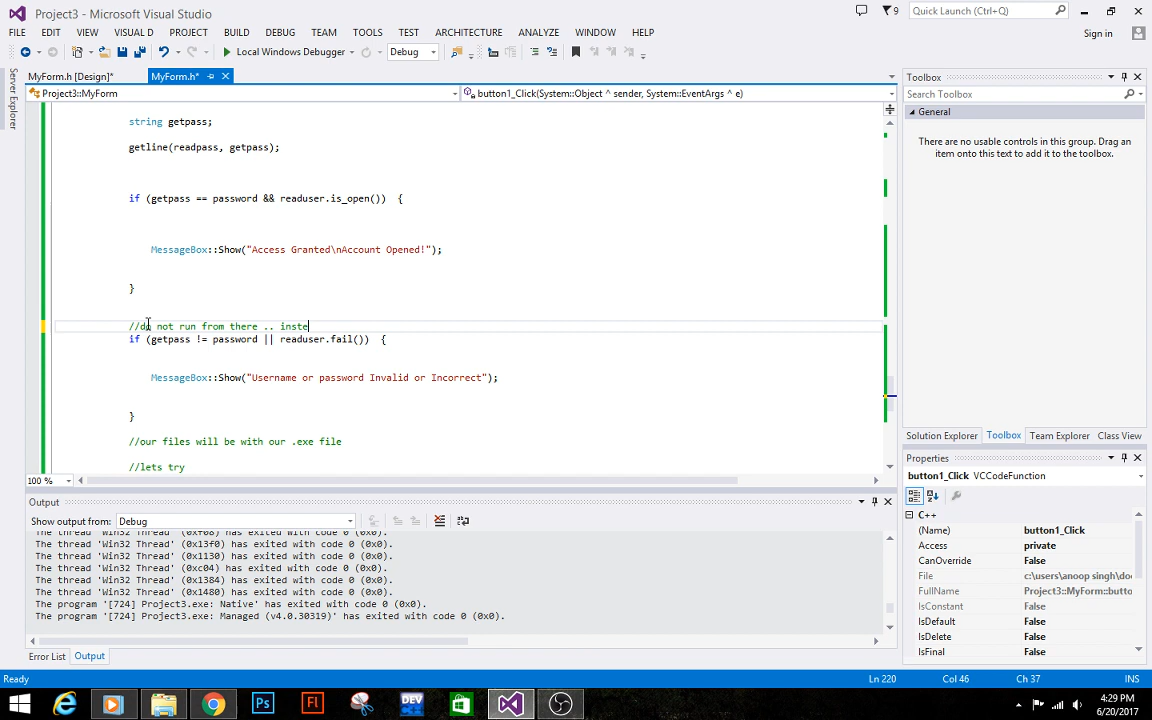 Project3 - Microsoft Visual Studio
9
Quick Launch (Ctrl+Q)
FILE EDIT VIEW VISUAL D PROJECT BUILD DEBUG TEAM TOOLS TEST ARCHITECTURE ANALYZE WINDOW HELP
Sign in
Local Windows Debugger Debug
Server Explorer
MyForm.h [Design]* MyForm.h*
Project3::MyForm
button1_Click(System::Object ^ sender, System::EventArgs ^ e)
string getpass;
getline(readpass, getpass);
if (getpass == password && readuser.is_open()) {
MessageBox::Show("Access Granted\nAccount Opened!");
}
//do not run from there .. inste
if (getpass != password || readuser.fail()) {
MessageBox::Show("Username or password Invalid or Incorrect");
}
//our files will be with our .exe file
//lets try
100 %
Toolbox
Search Toolbox
General
There are no usable controls in this group. Drag an
item onto this text to add it to the toolbox.
Solution Explorer Toolbox Team Explorer Class View
Properties
button1_Click VCCodeFunction
C++
(Name) button1_Click
Access private
CanOverride False
File c:\users\anoop singh\do
FullName Project3::MyForm::butto
IsConstant False
IsDefault False
IsDelete False
IsFinal False
Output
Show output from: Debug
The thread 'Win32 Thread' (0xf08) has exited with code 0 (0x0).
The thread 'Win32 Thread' (0x13f0) has exited with code 0 (0x0).
The thread 'Win32 Thread' (0x1130) has exited with code 0 (0x0).
The thread 'Win32 Thread' (0xc04) has exited with code 0 (0x0).
The thread 'Win32 Thread' (0x1384) has exited with code 0 (0x0).
The thread 'Win32 Thread' (0x1480) has exited with code 0 (0x0).
The program '[724] Project3.exe: Native' has exited with code 0 (0x0).
The program '[724] Project3.exe: Managed (v4.0.30319)' has exited with code 0 (0x0).
Error List Output
Ready Ln 220 Col 46 Ch 37 INS
Ps Fl DEV
4:29 PM
6/20/2017